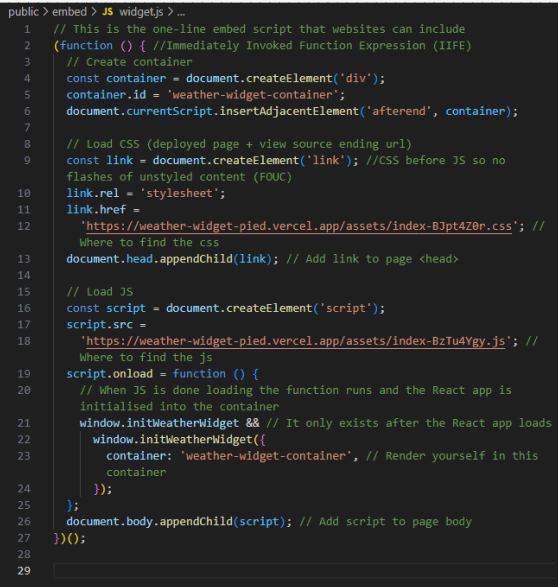 public > embed > JS widget.js > ...
1 // This is the one-line embed script that websites can include
2 (function () { //Immediately Invoked Function Expression (IIFE)
3 // Create container
4 const container = document.createElement('div');
5 container.id = 'weather-widget-container';
6 document.currentScript.insertAdjacentElement('afterend', container);
7
8 // Load CSS (deployed page + view source ending url)
9 const link = document.createElement('link'); //CSS before JS so no
flashes of unstyled content (FOUC)
10 link.rel = 'stylesheet';
11 link.href =
12 'https://weather-widget-pied.vercel.app/assets/index-BJpt4Z0r.css'; //
Where to find the css
13 document.head.appendChild(link); // Add link to page <head>
14
15 // Load JS
16 const script = document.createElement('script');
17 script.src =
18 'https://weather-widget-pied.vercel.app/assets/index-BzTu4Ygy.js'; //
Where to find the js
19 script.onload = function () {
20 // When JS is done loading the function runs and the React app is
initialised into the container
21 window.initWeatherWidget && // It only exists after the React app loads
22 window.initWeatherWidget({
23 container: 'weather-widget-container', // Render yourself in this
container
24 });
25 };
26 document.body.appendChild(script); // Add script to page body
27 })();
28
29